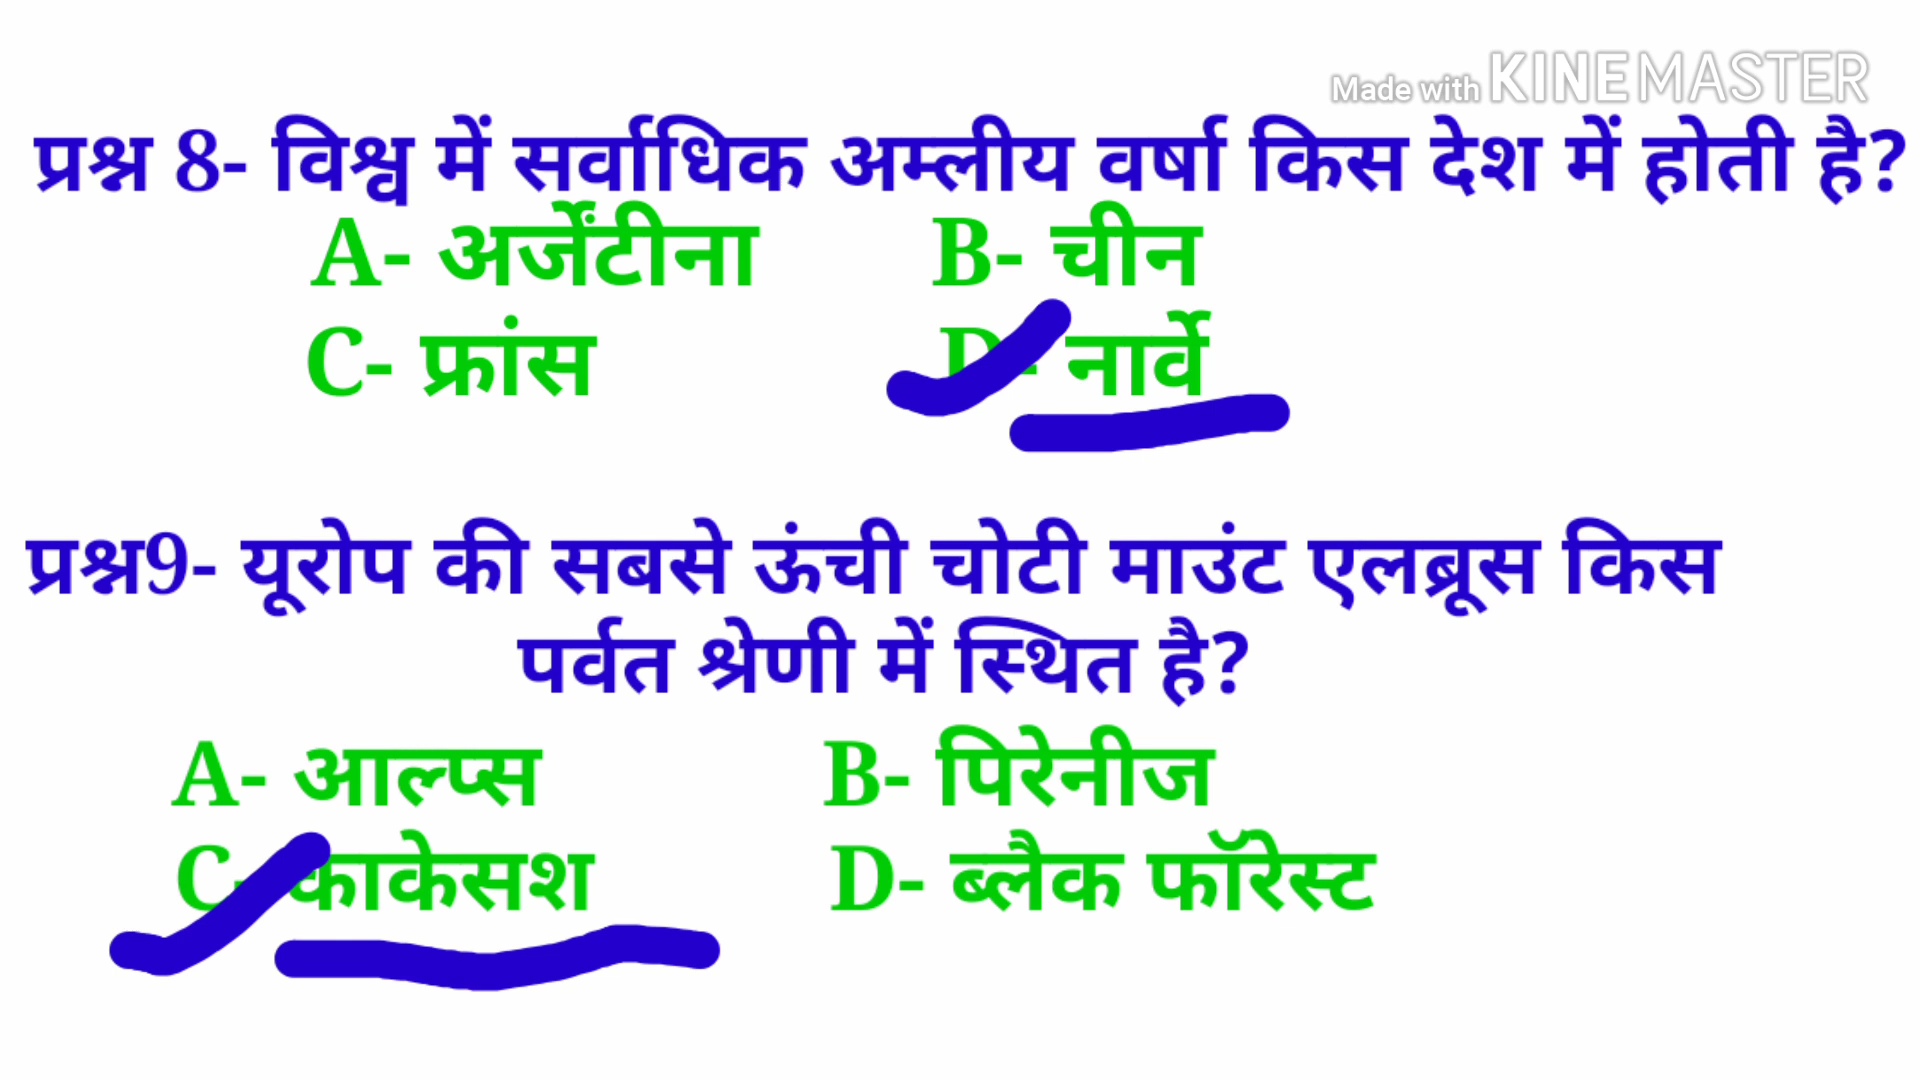 Made with KINEMASTER
प्रश्न 8- विश्व में सर्वाधिक अम्लीय वर्षा किस देश में होती है?
A- अर्जेंटीना B- चीन
C- फ्रांस D- नार्वे
प्रश्न9- यूरोप की सबसे ऊंची चोटी माउंट एलब्रूस किस
पर्वत श्रेणी में स्थित है?
A- आल्प्स B- पिरेनीज
C- काकेसश D- ब्लैक फॉरेस्ट